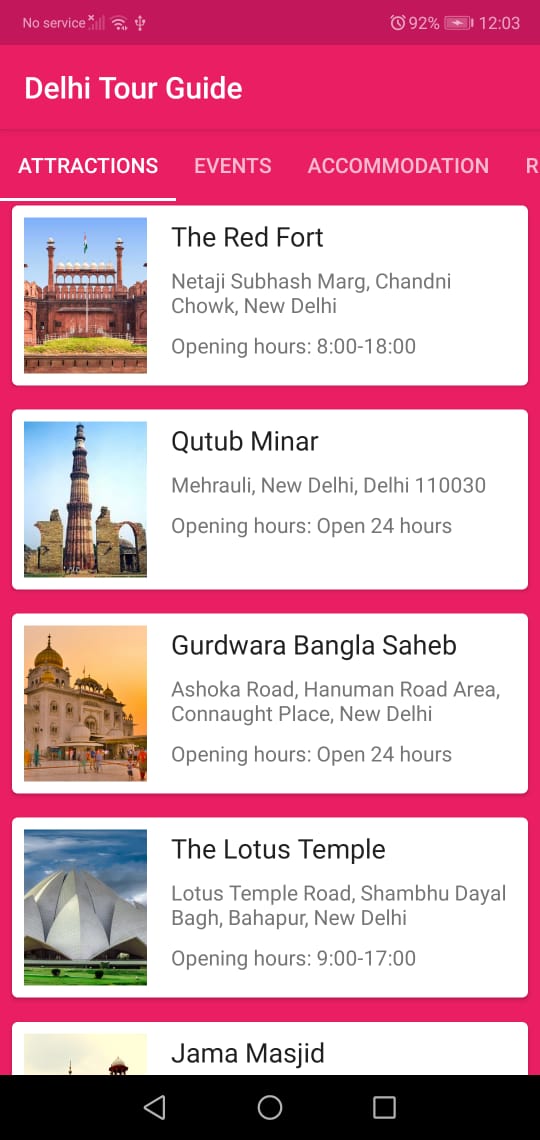 No service 92% 12:03
Delhi Tour Guide
ATTRACTIONS EVENTS ACCOMMODATION R
The Red Fort
Netaji Subhash Marg, Chandni
Chowk, New Delhi
Opening hours: 8:00-18:00
Qutub Minar
Mehrauli, New Delhi, Delhi 110030
Opening hours: Open 24 hours
Gurdwara Bangla Saheb
Ashoka Road, Hanuman Road Area,
Connaught Place, New Delhi
Opening hours: Open 24 hours
The Lotus Temple
Lotus Temple Road, Shambhu Dayal
Bagh, Bahapur, New Delhi
Opening hours: 9:00-17:00
Jama Masjid